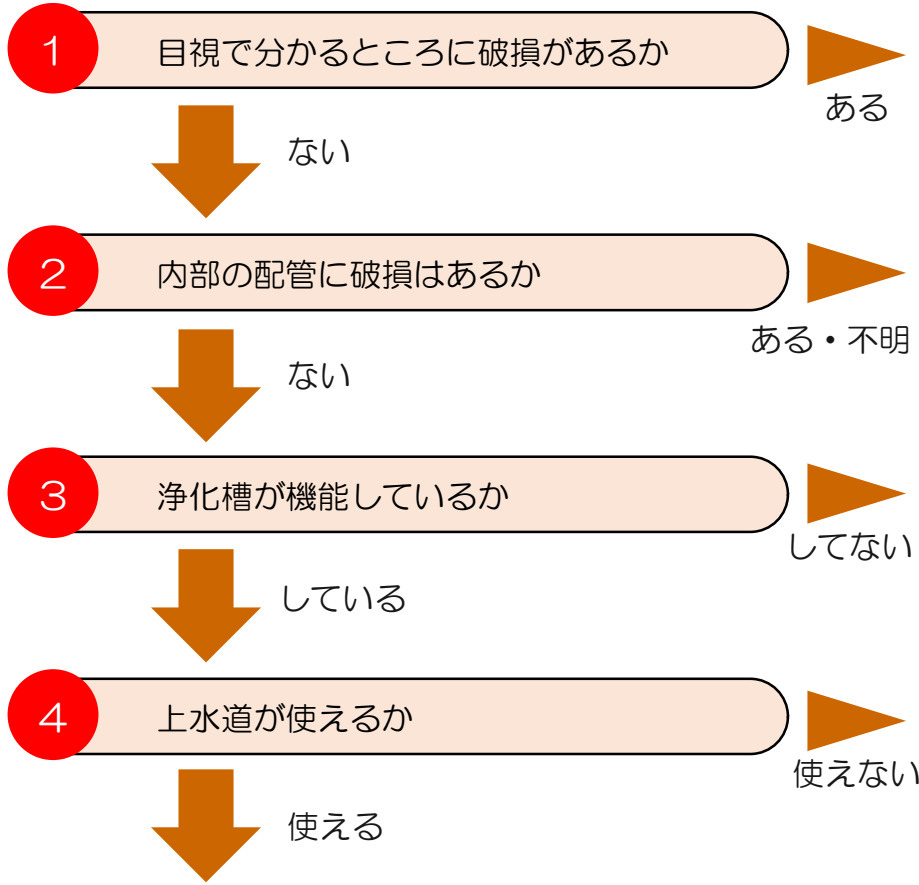 1 目視で分かるところに破損があるか
ある
ない
2 内部の配管に破損はあるか
ある・不明
ない
3 浄化槽が機能しているか
してない
している
4 上水道が使えるか
使えない
使える